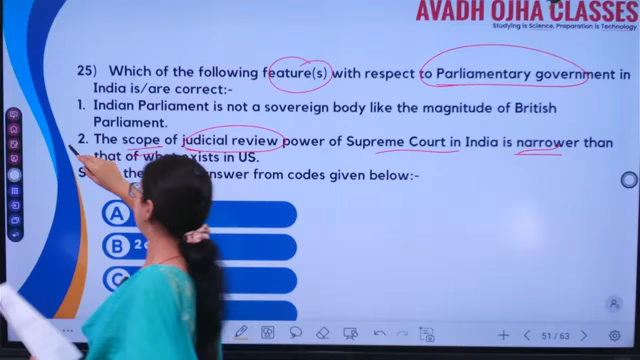 AVADH OJHA CLASSES
Studying is Science, Preparation is Technology
25) Which of the following feature(s) with respect to Parliamentary government in
India is/are correct:-
1. Indian Parliament is not a sovereign body like the magnitude of British
Parliament.
2. The scope of judicial review power of Supreme Court in India is narrower than
that of what exists in US.
S the answer from codes given below:-
A
B 2
C
51 / 63